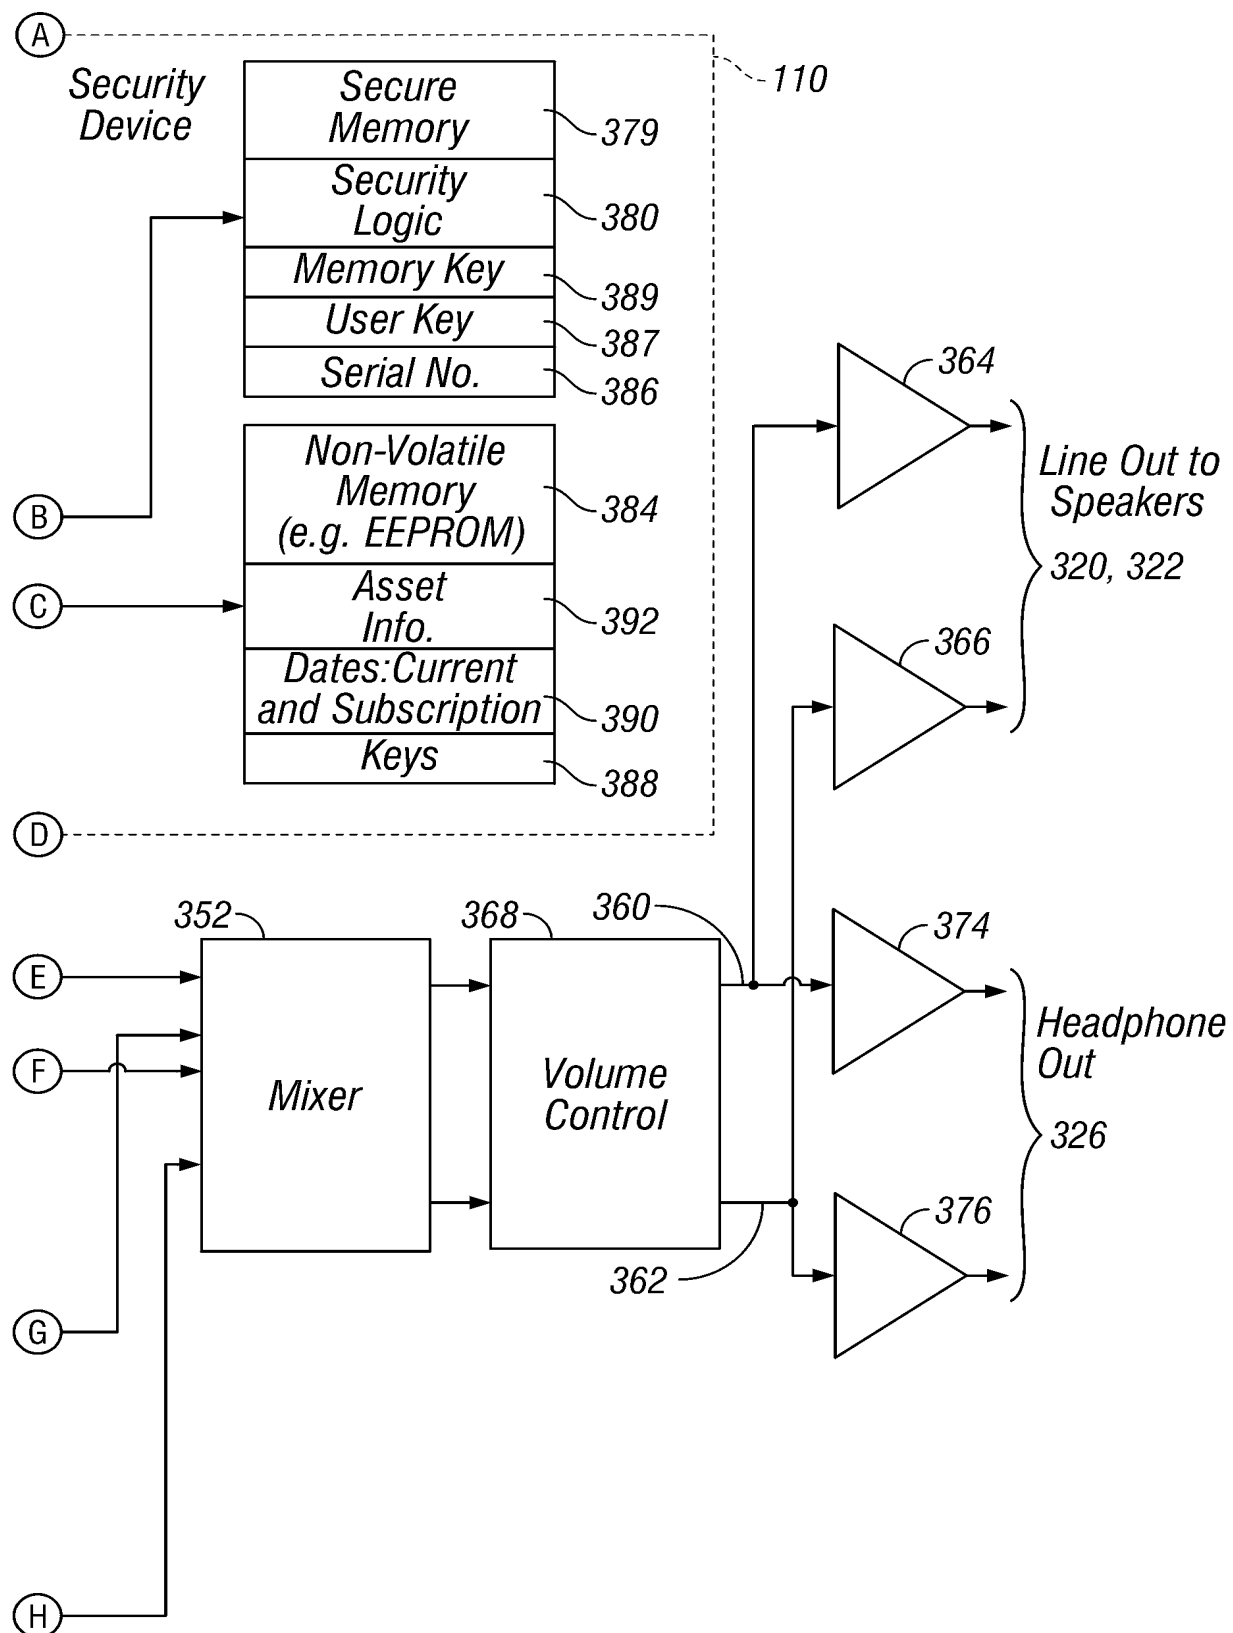 A
110
Security
Device
Secure
Memory
379
Security
Logic
380
Memory Key
389
User Key
387
Serial No.
386
B
Non-Volatile
Memory
(e.g. EEPROM)
384
C
Asset
Info.
392
Dates:Current
and Subscription
390
Keys
388
D
364
Line Out to
Speakers
320, 322
366
E
F
G
H
352
Mixer
368
Volume
Control
360
362
374
Headphone
Out
326
376